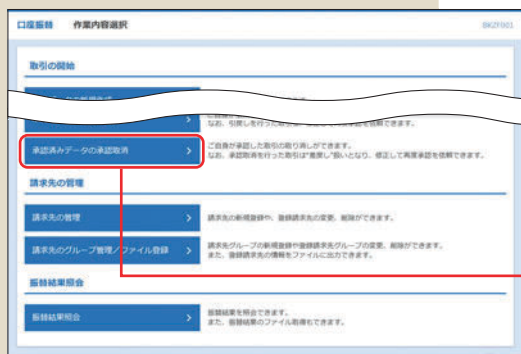 口座振替 作業内容選択 BKZF001
取引の開始
なお、引戻しを行った取引は、修正して再度承認を依頼できます。
承認済みデータの承認取消
ご自身が承認した取引の取り消しができます。
なお、承認取消を行った取引は“差戻し”扱いとなり、修正して再度承認を依頼できます。
請求先の管理
請求先の管理
請求先の新規登録や、登録請求先の変更、削除ができます。
請求先のグループ管理／ファイル登録
請求先グループの新規登録や登録請求先グループの変更、削除ができます。
また、登録請求先の情報をファイルに出力できます。
振替結果照会
振替結果照会
振替結果を照会できます。
また、振替結果のファイル取得もできます。